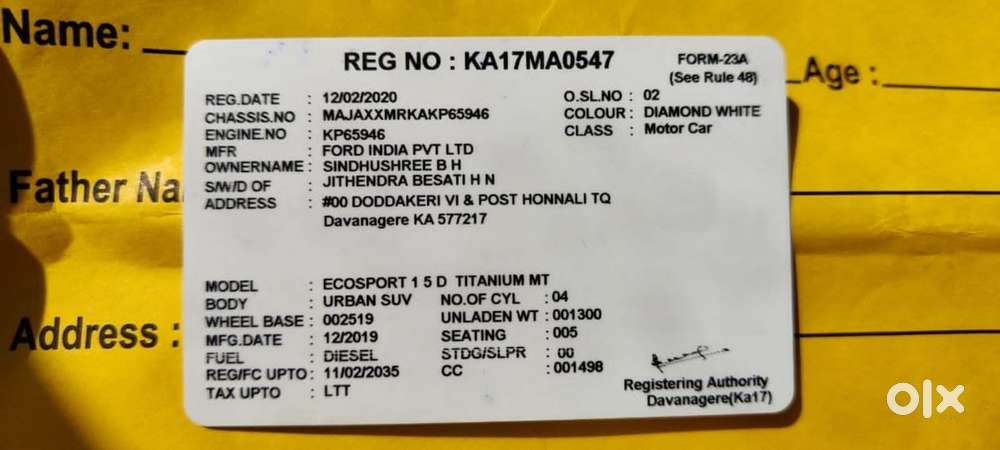 Name:
REG NO : KA17MA0547
FORM-23A
(See Rule 48)
Age :
REG.DATE : 12/02/2020
O.SL.NO : 02
CHASSIS.NO : MAJAXXMRKAKP65946
COLOUR : DIAMOND WHITE
ENGINE.NO : KP65946
CLASS : Motor Car
MFR : FORD INDIA PVT LTD
OWNERNAME : SINDHUSHREE B H
Father Na
S/W/D OF : JITHENDRA BESATI H N
ADDRESS : #00 DODDAKERI VI & POST HONNALI TQ
Davanagere KA 577217
MODEL : ECOSPORT 1 5 D TITANIUM MT
BODY : URBAN SUV
NO.OF CYL : 04
WHEEL BASE : 002519
UNLADEN WT : 001300
Address :
MFG.DATE : 12/2019
SEATING : 005
FUEL : DIESEL
STDG/SLPR : 00
REG/FC UPTO : 11/02/2035
CC : 001498
TAX UPTO : LTT
Registering Authority
Davanagere(Ka17)
olx